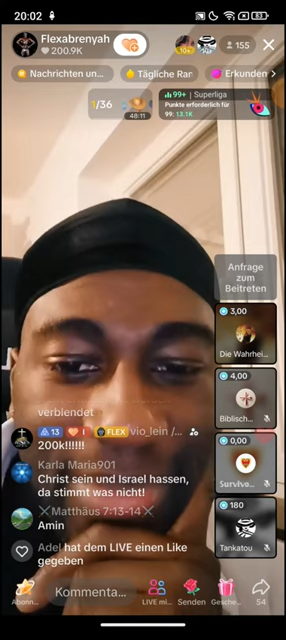 20:02
53
Flexabrenyah
200.9K
10+
155
Nachrichten un...
Tägliche Ran
Erkunden
1/36
48:11
99+ | Superliga
Punkte erforderlich für
99: 13.1K
Anfrage
zum
Beitreten
3,00
Die Wahrhei...
4,00
Biblisch...
0,00
Survivo...
180
Tankatou
verblendet
13 1 FLEX vio_lein /...
200k!!!!!!
Karla Maria901
Christ sein und Israel hassen,
da stimmt was nicht!
Matthäus 7:13-14
Amin
Adel hat dem LIVE einen Like
gegeben
Abonn...
Kommenta...
LIVE mi...
Senden
Gesche...
54